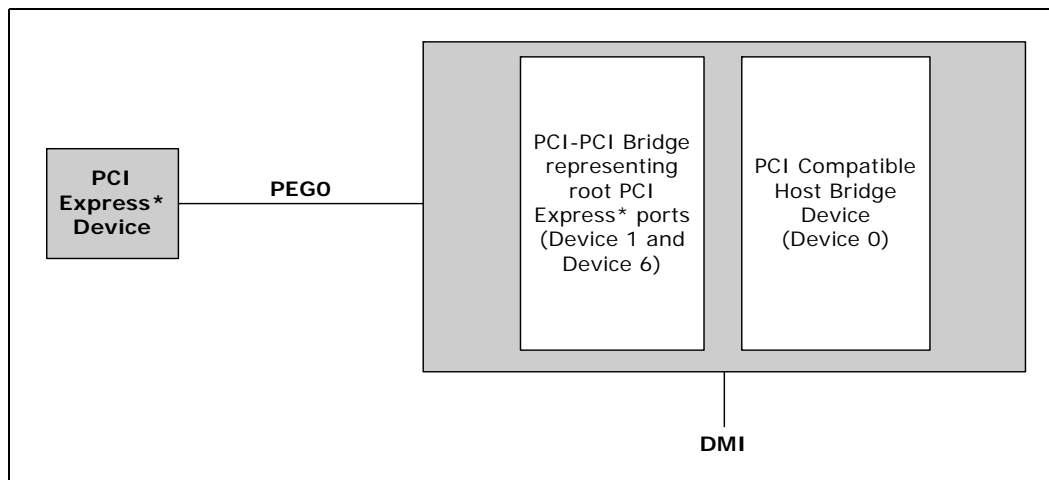 PCI
Express*
Device
PEG0
PCI-PCI Bridge
representing
root PCI
Express* ports
(Device 1 and
Device 6)
PCI Compatible
Host Bridge
Device
(Device 0)
DMI